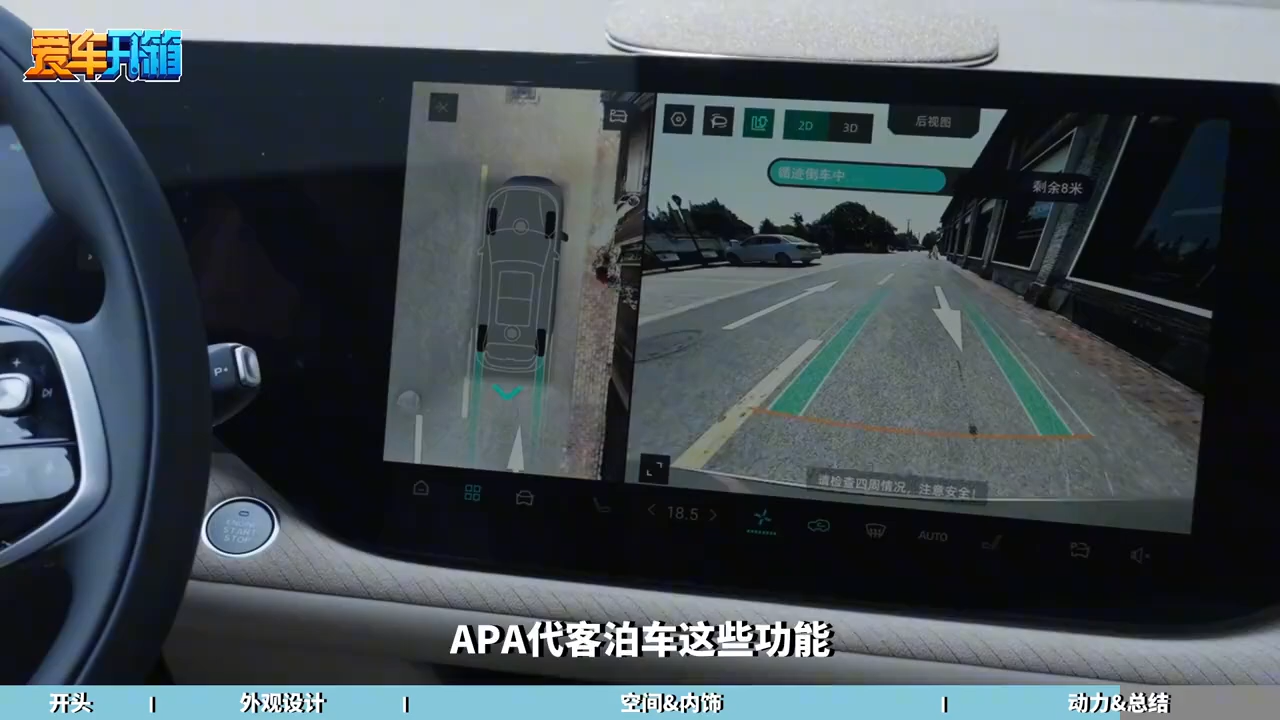 爱车开箱
2D
3D
后视图
循迹倒车中
剩余8米
请检查四周情况，注意安全！
P
ENGINE
START
STOP
18.5
AUTO
APA代客泊车这些功能
开头
外观设计
空间&内饰
动力&总结